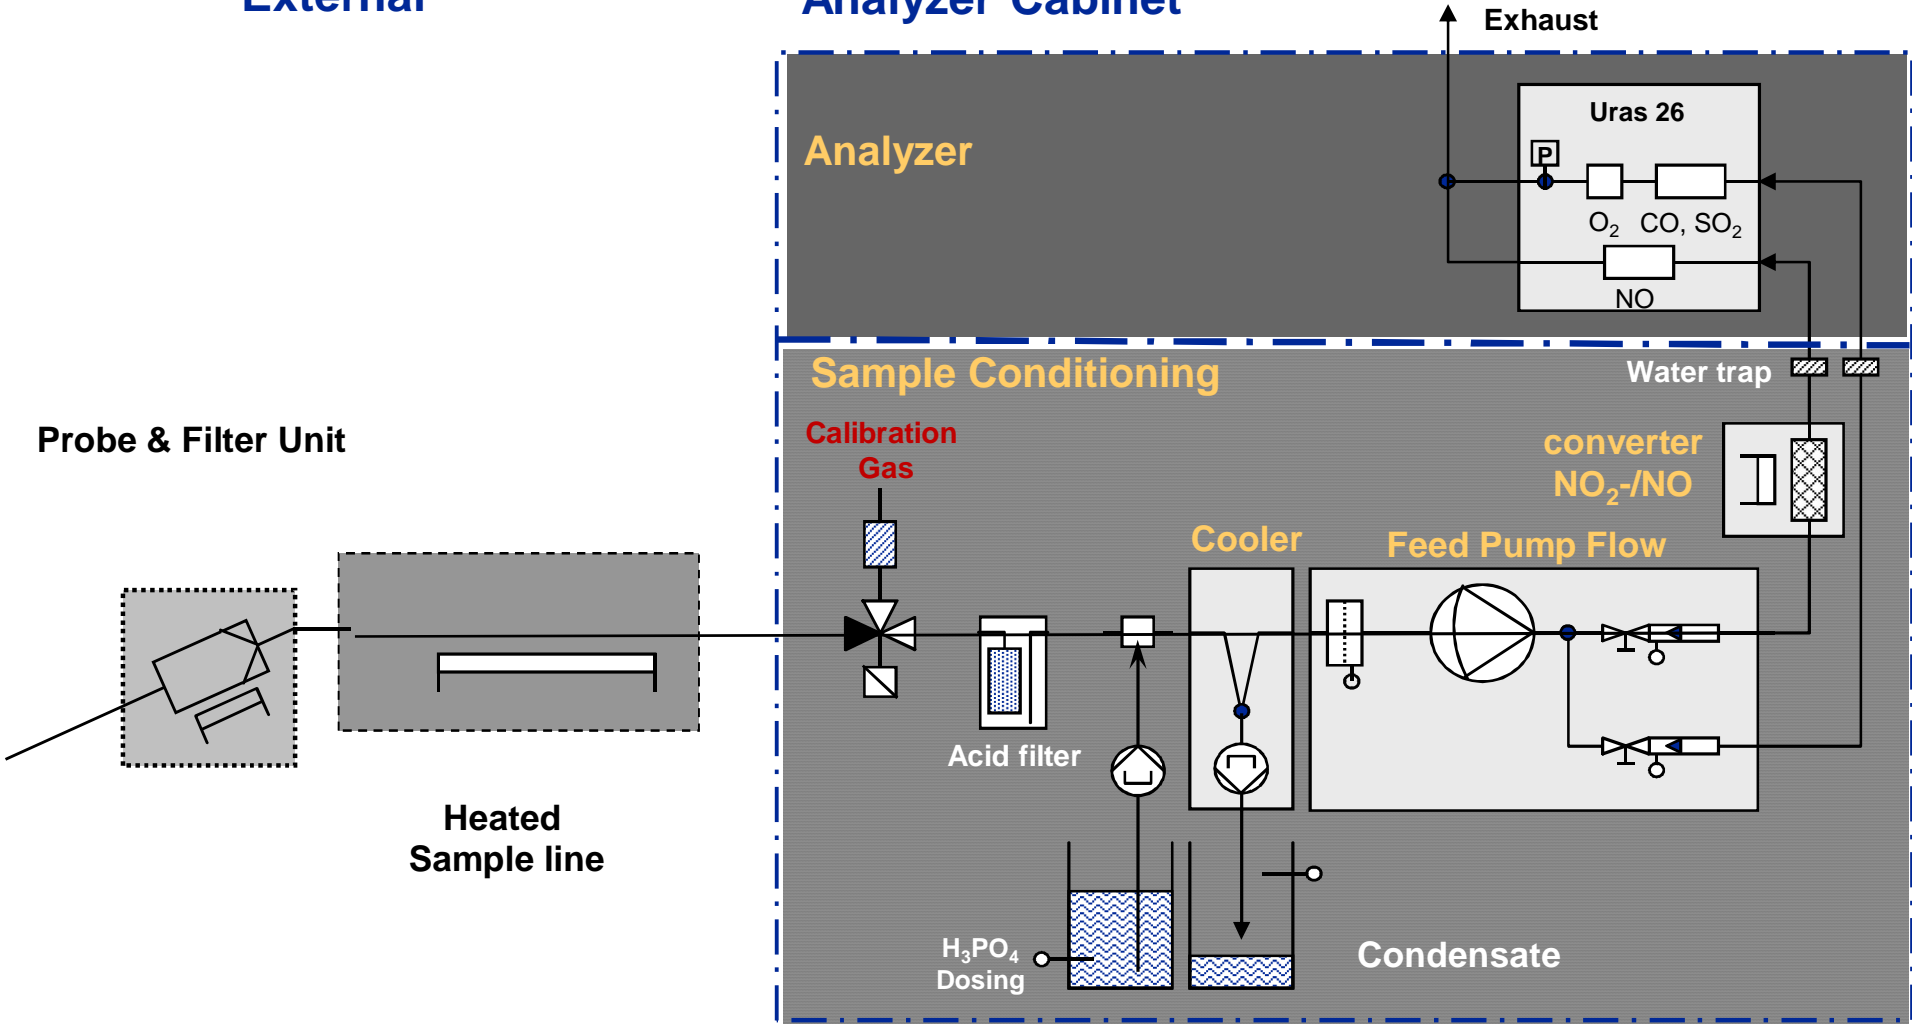 External
Analyzer Cabinet
Exhaust
Uras 26
Analyzer
P
O₂ CO, SO₂
NO
Sample Conditioning
Water trap
Calibration
Gas
Probe & Filter Unit
converter
NO₂-/NO
Cooler
Feed Pump Flow
Acid filter
Heated
Sample line
H₃PO₄
Dosing
Condensate